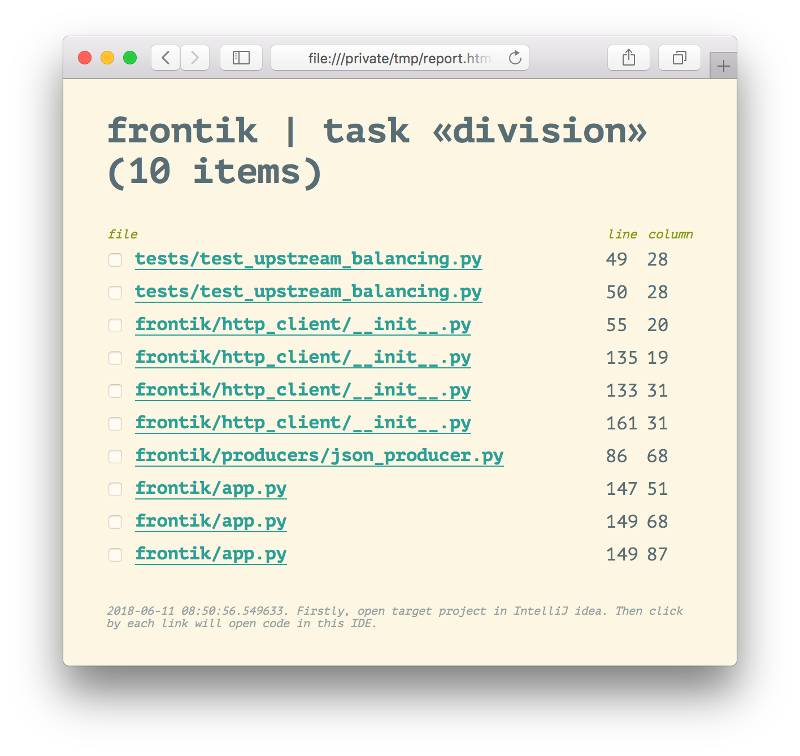 file:///private/tmp/report.htm
frontik | task «division»
(10 items)
file line column
tests/test_upstream_balancing.py 49 28
tests/test_upstream_balancing.py 50 28
frontik/http_client/__init__.py 55 20
frontik/http_client/__init__.py 135 19
frontik/http_client/__init__.py 133 31
frontik/http_client/__init__.py 161 31
frontik/producers/json_producer.py 86 68
frontik/app.py 147 51
frontik/app.py 149 68
frontik/app.py 149 87
2018-06-11 08:50:56.549633. Firstly, open target project in IntelliJ idea. Then click
by each link will open code in this IDE.